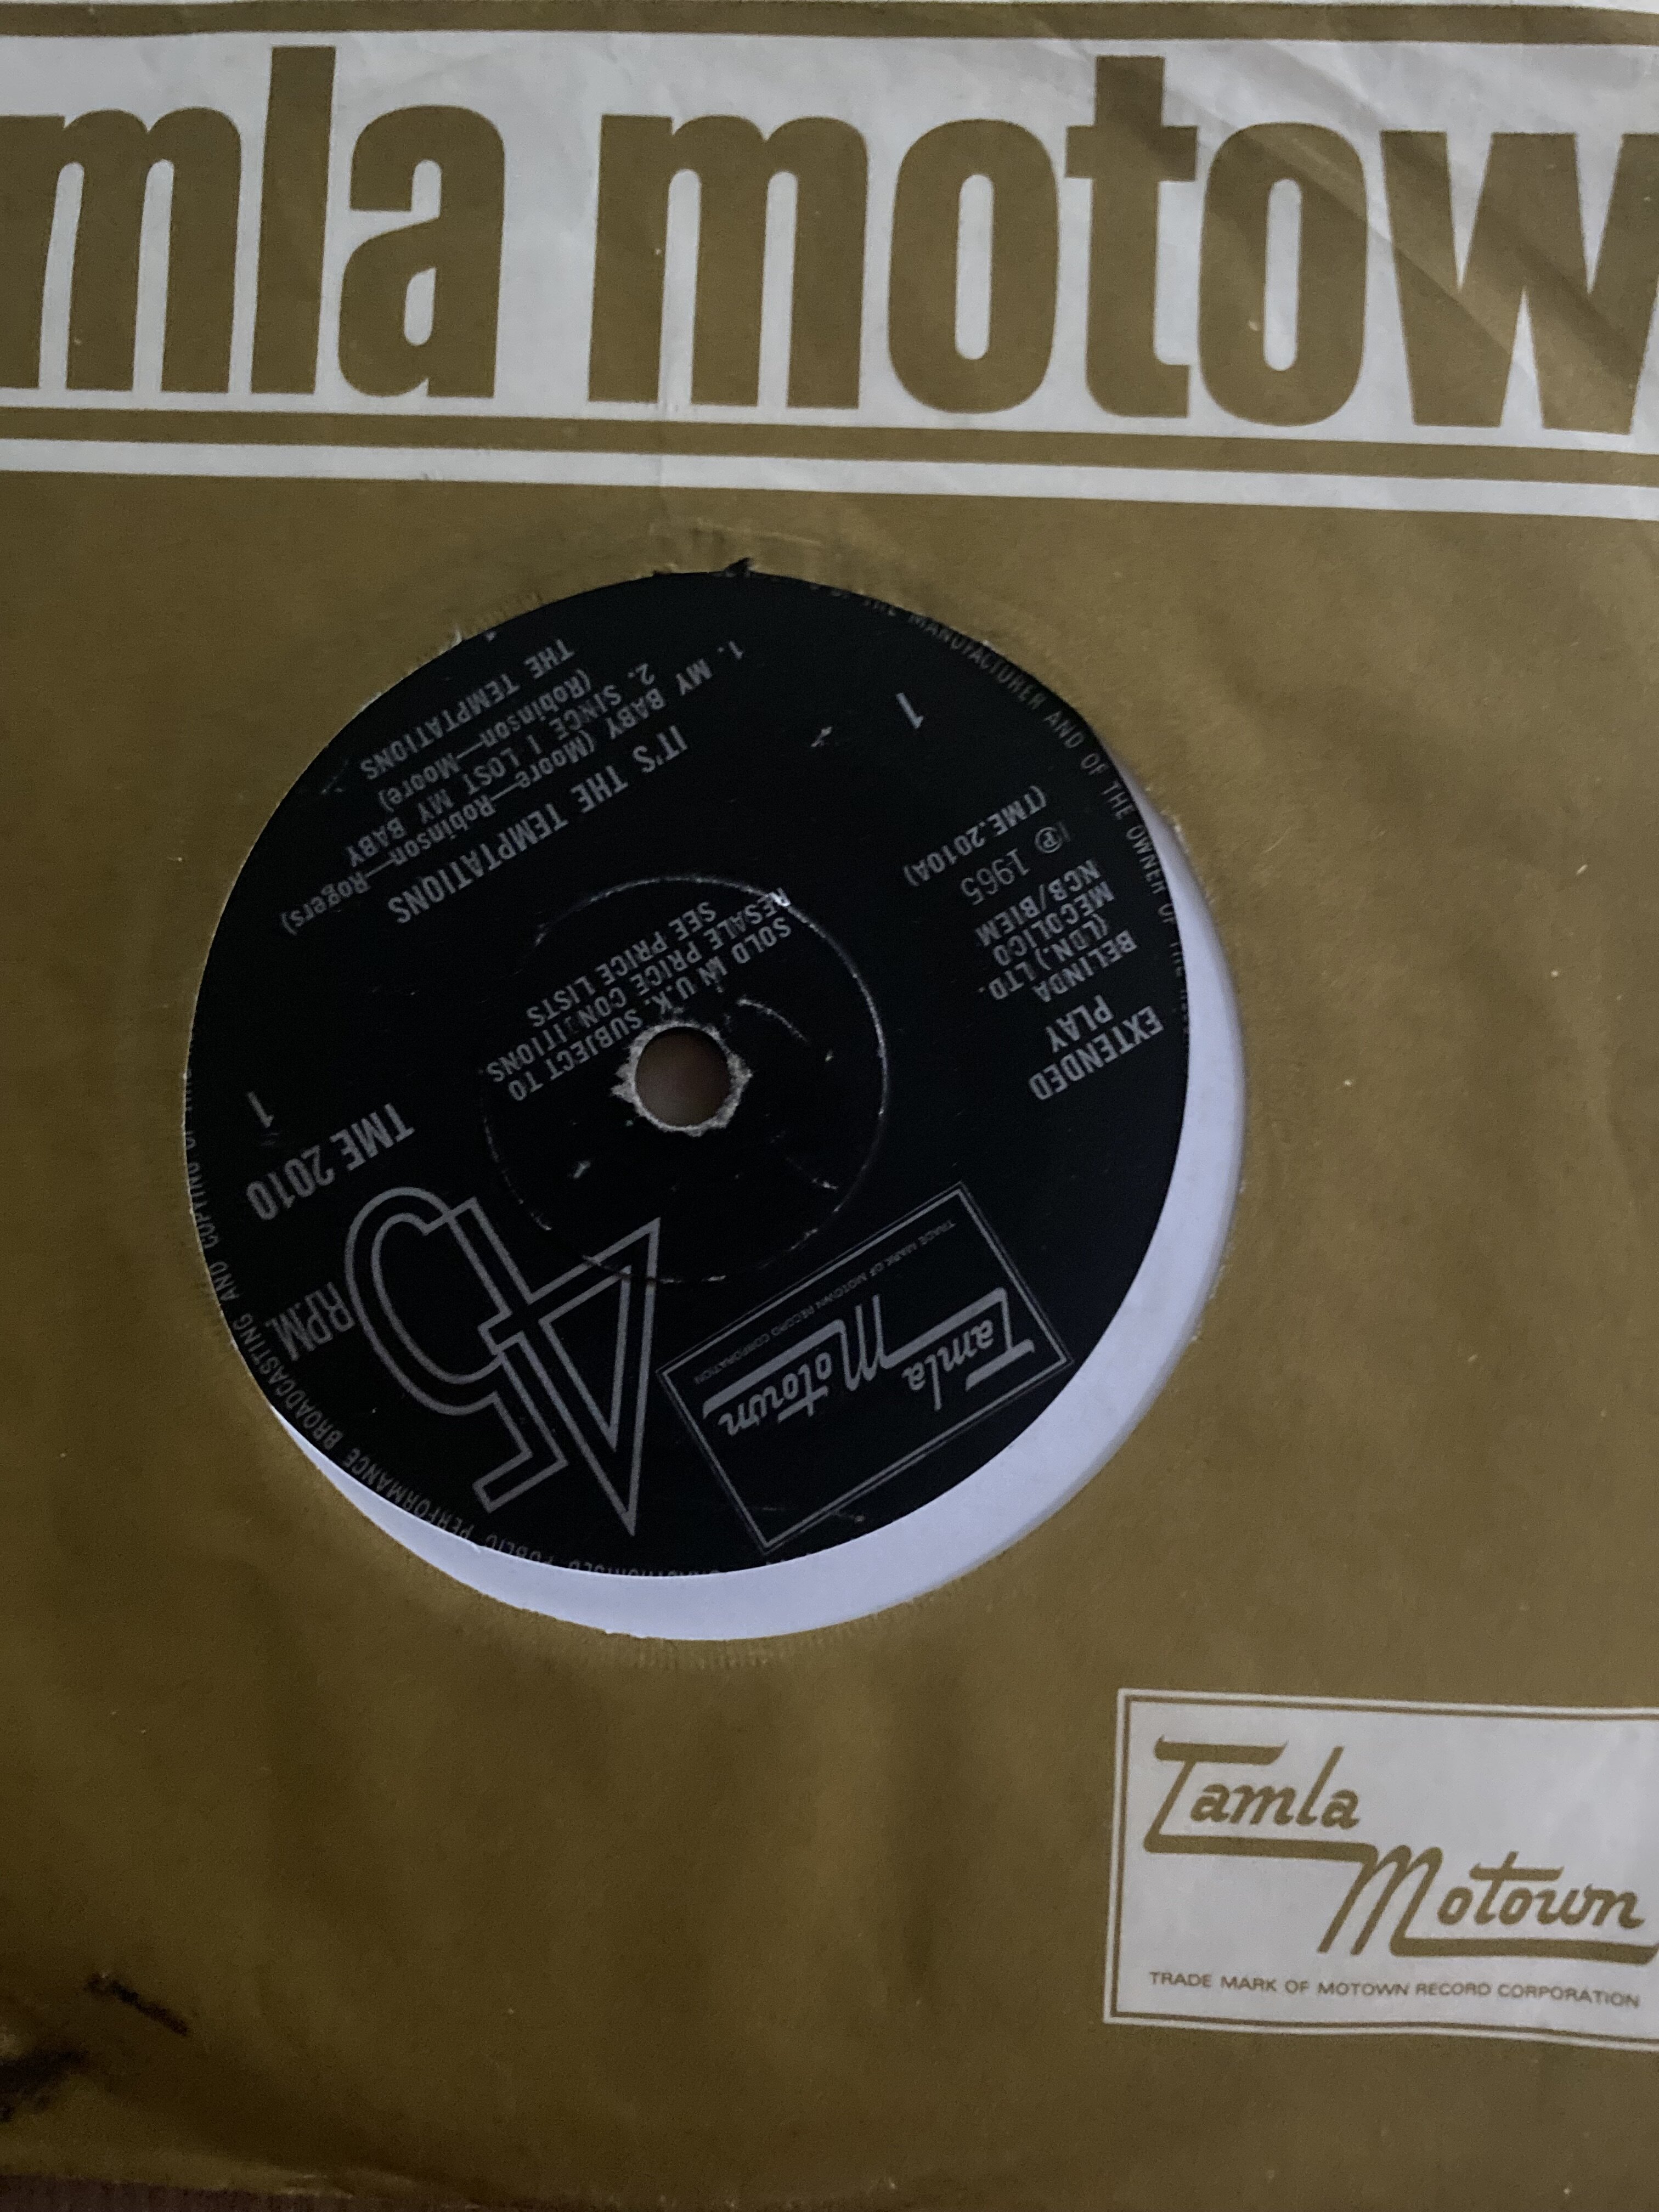 mla motow
OF THE MANUFACTURER AND OF THE OWNER OF THE
PUBLIC PERFORMANCE BROADCASTING AND COPYING
Tamla
Motown
TRADE MARK OF MOTOWN RECORD CORPORATION
45
RPM
TME 2010
1
EXTENDED
PLAY
BELINDA
(LDN.) LTD.
MECOLICO
NCB/BIEM
℗ 1965
(TME.2010A)
1
SOLD IN U.K. SUBJECT TO
RESALE PRICE CONDITIONS.
SEE PRICE LISTS
IT'S THE TEMPTATIONS
1. MY BABY (Moore—Robinson—Rogers)
2. SINCE I LOST MY BABY
(Robinson—Moore)
THE TEMPTATIONS
Tamla
Motown
TRADE MARK OF MOTOWN RECORD CORPORATION